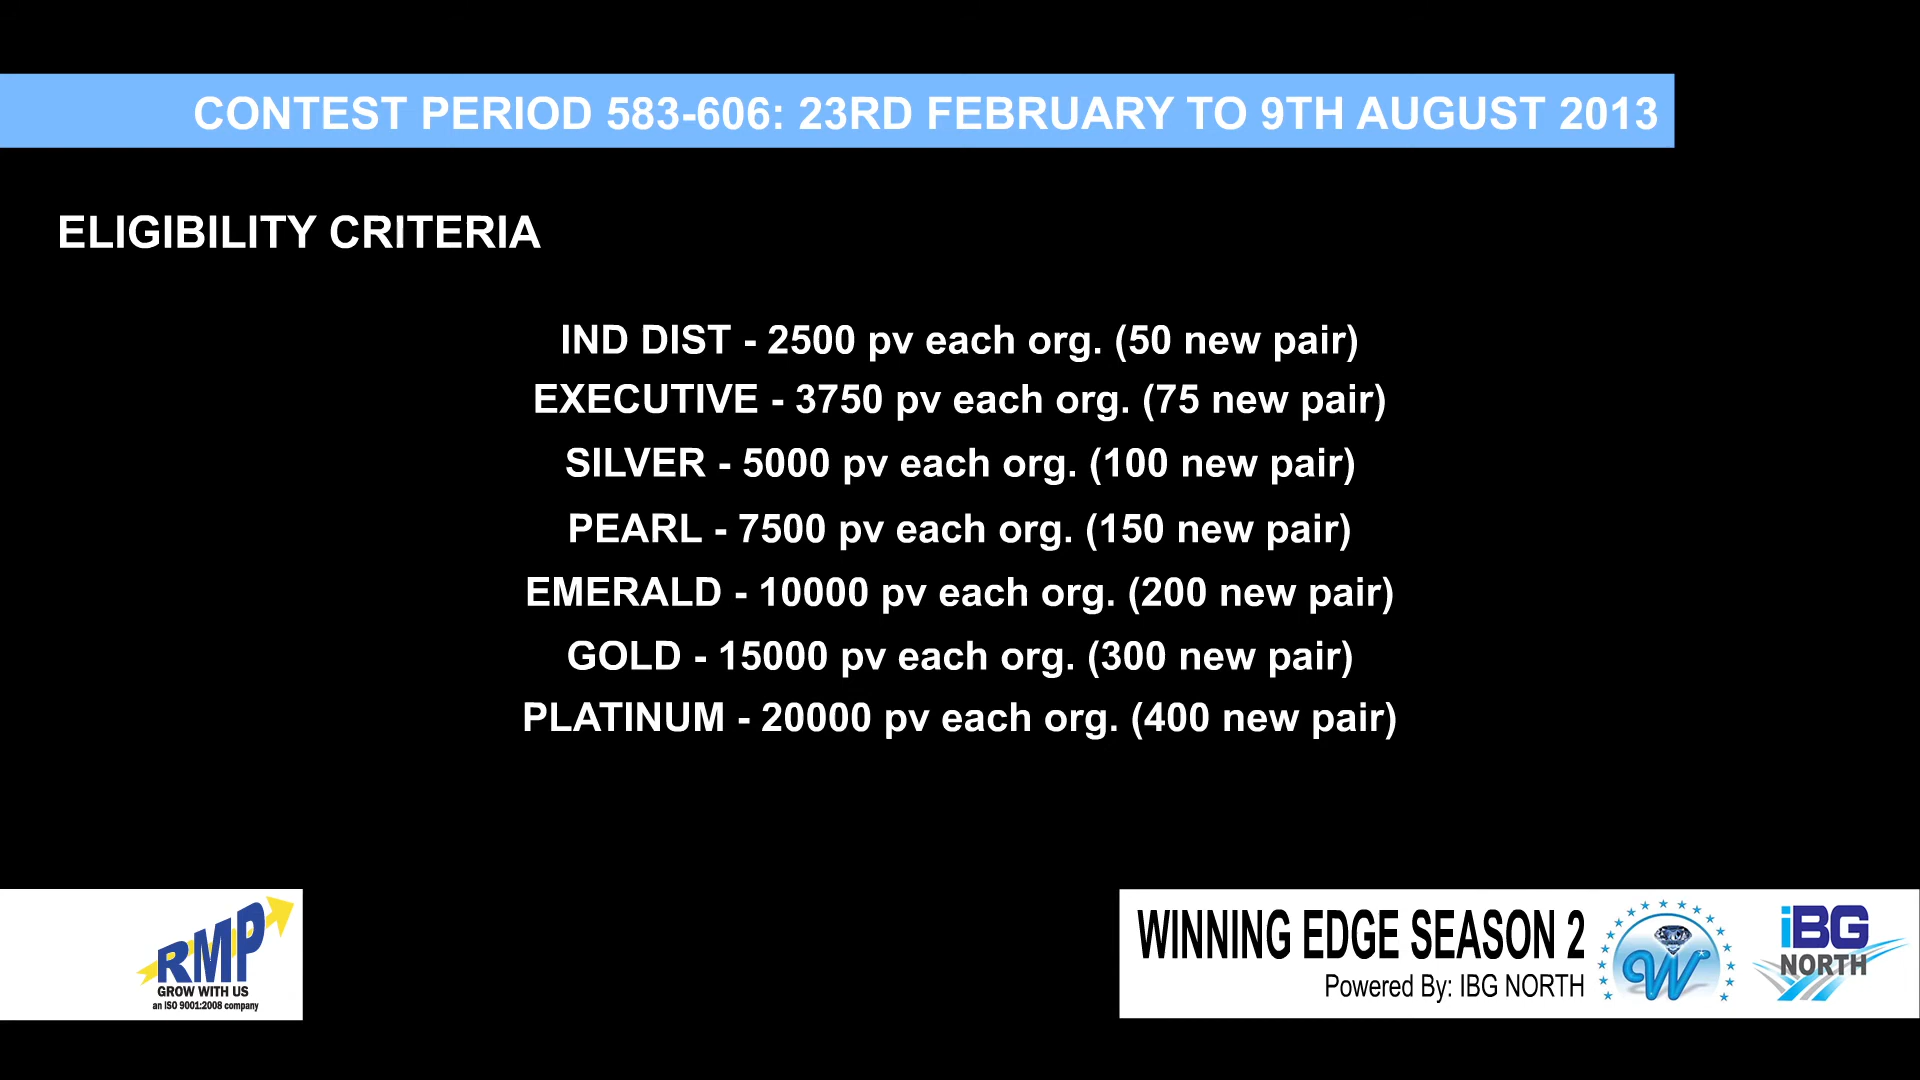 CONTEST PERIOD 583-606: 23RD FEBRUARY TO 9TH AUGUST 2013
ELIGIBILITY CRITERIA
IND DIST - 2500 pv each org. (50 new pair)
EXECUTIVE - 3750 pv each org. (75 new pair)
SILVER - 5000 pv each org. (100 new pair)
PEARL - 7500 pv each org. (150 new pair)
EMERALD - 10000 pv each org. (200 new pair)
GOLD - 15000 pv each org. (300 new pair)
PLATINUM - 20000 pv each org. (400 new pair)
RMP
GROW WITH US
an ISO 9001:2008 company
WINNING EDGE SEASON 2
Powered By: IBG NORTH
W
iBG
NORTH